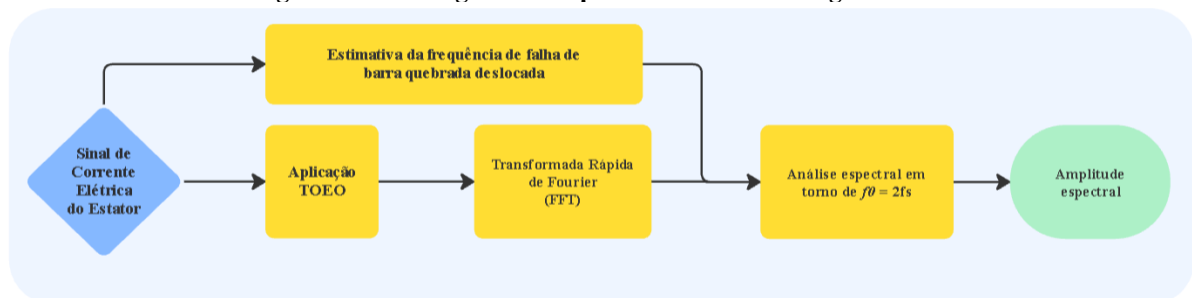 Estimativa da frequência de falha de
barra quebrada deslocada
Sinal de
Corrente
Elétrica
do Estator
Aplicação
TOEO
Transformada Rápida
de Fourier
(FFT)
Análise espectral em
torno de fθ = 2fs
Amplitude
espectral